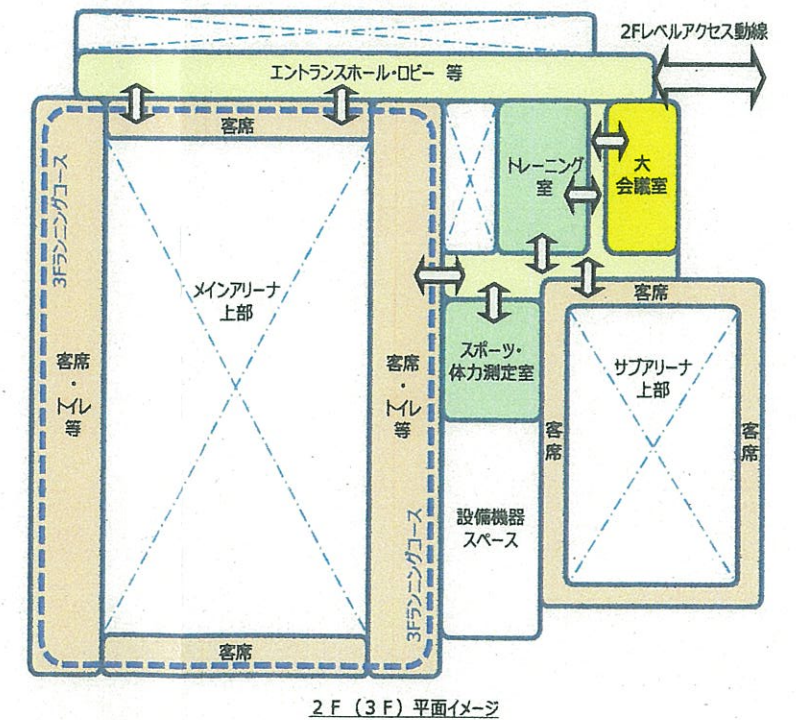 2Fレベルアクセス動線
エントランスホール・ロビー 等
客席
トレーニング
室
大
会議室
3Fランニングコース
メインアリーナ
上部
客席
客席
・
トイレ
等
客席
・
トイレ
等
スポーツ・
体力測定室
サブアリーナ
上部
客席
客席
設備機器
スペース
3Fランニングコース
客席
2F（3F）平面イメージ